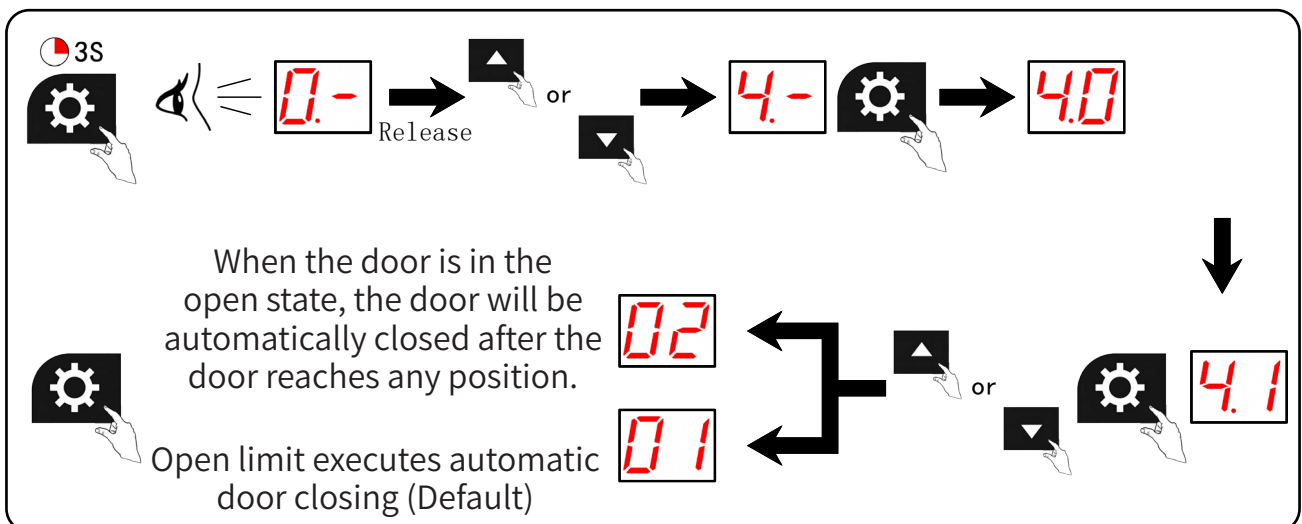 3S
0.-
Release
or
4.-
4.0
4.1
or
02
01
When the door is in the
open state, the door will be
automatically closed after the
door reaches any position.
Open limit executes automatic
door closing (Default)